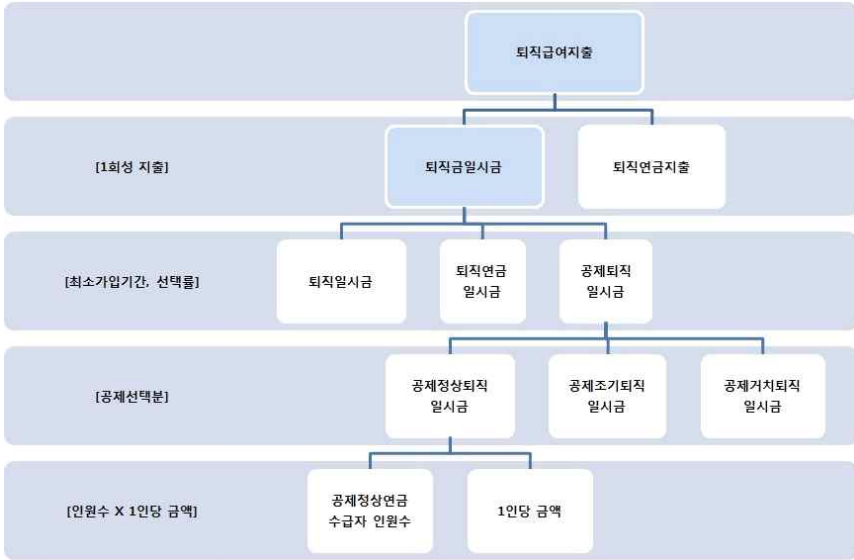 퇴직급여지출
[1회성 지출]
퇴직금일시금
퇴직연금지출
[최소가입기간, 선택률]
퇴직일시금
퇴직연금
일시금
공제퇴직
일시금
[공제선택분]
공제정상퇴직
일시금
공제조기퇴직
일시금
공제거치퇴직
일시금
[인원수 X 1인당 금액]
공제정상연금
수급자 인원수
1인당 금액